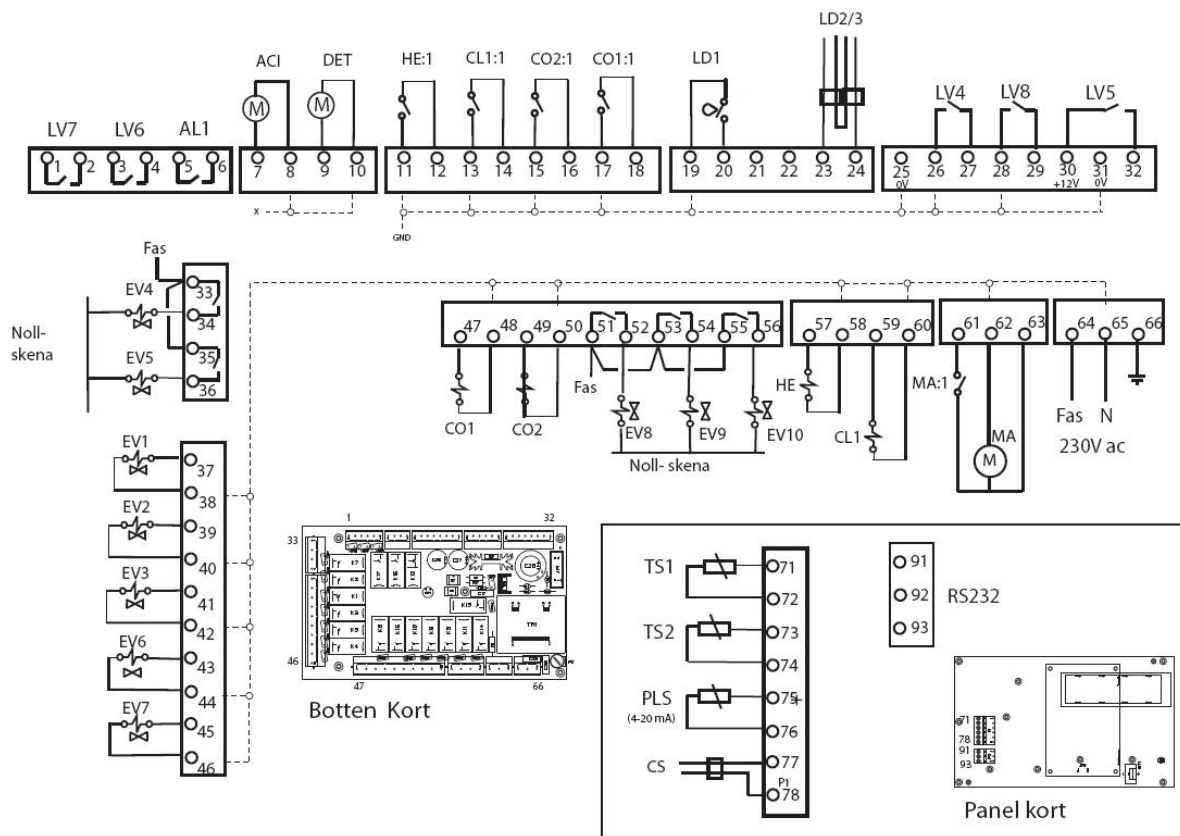 LD2/3
ACI DET HE:1 CL1:1 CO2:1 CO1:1 LD1
LV4 LV8 LV5
LV7 LV6 AL1
1 2 3 4 5 6 7 8 9 10 11 12 13 14 15 16 17 18 19 20 21 22 23 24 25 26 27 28 29 30 31 32
M M
0V +12V 0V
x
GND
Fas
EV4
33
34
Noll-
skena
35
EV5
36
47 48 49 50 51 52 53 54 55 56 57 58 59 60 61 62 63 64 65 66
Fas
HE
MA:1
CO1 CO2 EV8 EV9 EV10
CL1
MA
M
Fas N
230V ac
Noll- skena
EV1
37
38
EV2
39
40
EV3
41
42
EV6
43
44
EV7
45
46
1 32
33
46
47 66
Botten Kort
TS1
71
72
TS2
73
74
PLS
(4-20 mA)
75+
76
CS
77
P1
78
91
92
93
RS232
71
78
91
93
Panel kort